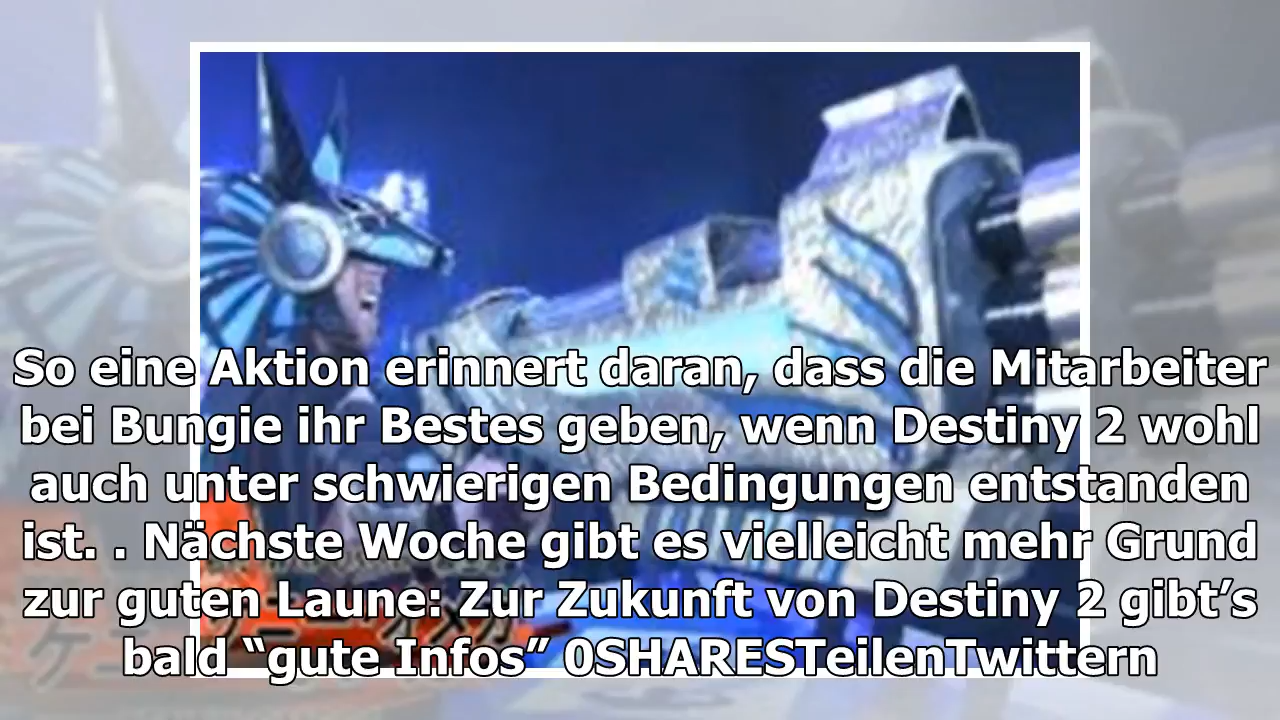 So eine Aktion erinnert daran, dass die Mitarbeiter
bei Bungie ihr Bestes geben, wenn Destiny 2 wohl
auch unter schwierigen Bedingungen entstanden
ist. . Nächste Woche gibt es vielleicht mehr Grund
zur guten Laune: Zur Zukunft von Destiny 2 gibt’s
bald “gute Infos” 0SHARESTeilenTwittern